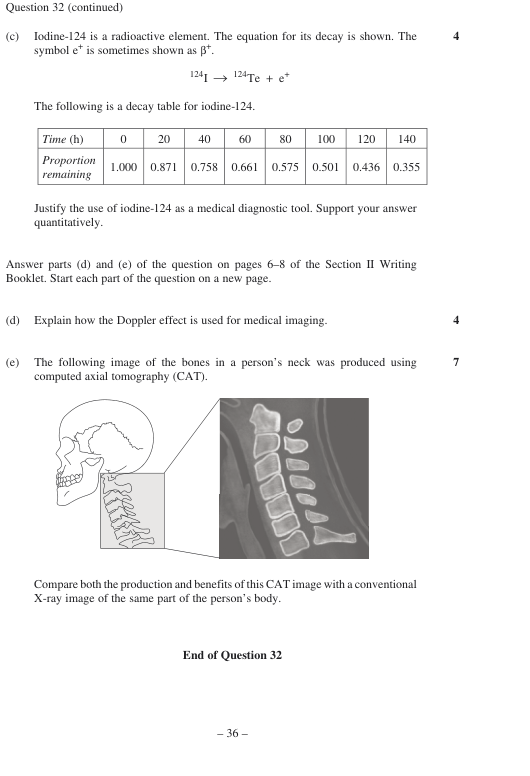 Question 32 (continued)
(c) Iodine-124 is a radioactive element. The equation for its decay is shown. The 4
symbol e⁺ is sometimes shown as β⁺.
¹²⁴I → ¹²⁴Te + e⁺
The following is a decay table for iodine-124.
Time (h) 0 20 40 60 80 100 120 140
Proportion
remaining 1.000 0.871 0.758 0.661 0.575 0.501 0.436 0.355
Justify the use of iodine-124 as a medical diagnostic tool. Support your answer
quantitatively.
Answer parts (d) and (e) of the question on pages 6–8 of the Section II Writing
Booklet. Start each part of the question on a new page.
(d) Explain how the Doppler effect is used for medical imaging. 4
(e) The following image of the bones in a person's neck was produced using 7
computed axial tomography (CAT).
Compare both the production and benefits of this CAT image with a conventional
X-ray image of the same part of the person's body.
End of Question 32
– 36 –